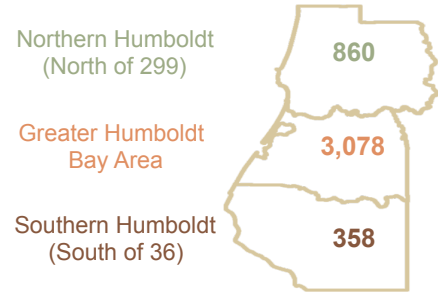 Northern Humboldt
(North of 299)
860
Greater Humboldt
Bay Area
3,078
Southern Humboldt
(South of 36)
358